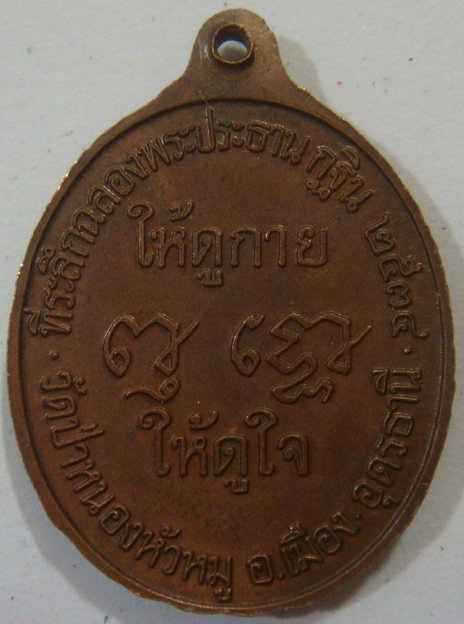 ที่ระลึกฉลองพระประธาน กฐิน ๒๕๓๔
ให้ดูกาย
ให้ดูใจ
วัดป่าหนองหัวหมู อ.เมือง. อุดรธานี